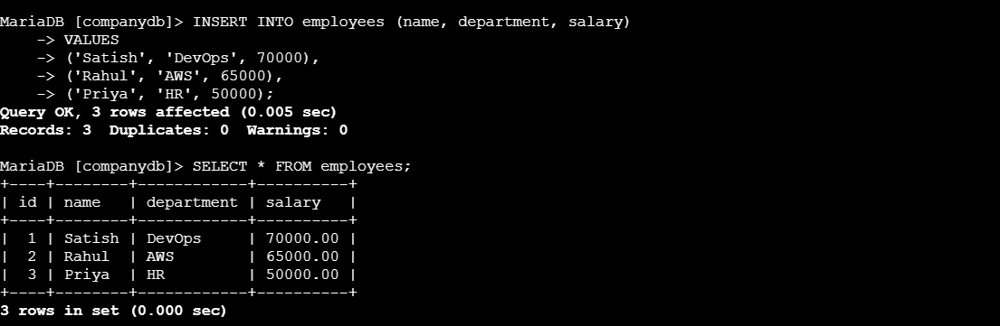 MariaDB [companydb]> INSERT INTO employees (name, department, salary)
    -> VALUES
    -> ('Satish', 'DevOps', 70000),
    -> ('Rahul', 'AWS', 65000),
    -> ('Priya', 'HR', 50000);
Query OK, 3 rows affected (0.005 sec)
Records: 3  Duplicates: 0  Warnings: 0

MariaDB [companydb]> SELECT * FROM employees;
+----+--------+------------+----------+
| id | name   | department | salary   |
+----+--------+------------+----------+
|  1 | Satish | DevOps     | 70000.00 |
|  2 | Rahul  | AWS        | 65000.00 |
|  3 | Priya  | HR         | 50000.00 |
+----+--------+------------+----------+
3 rows in set (0.000 sec)